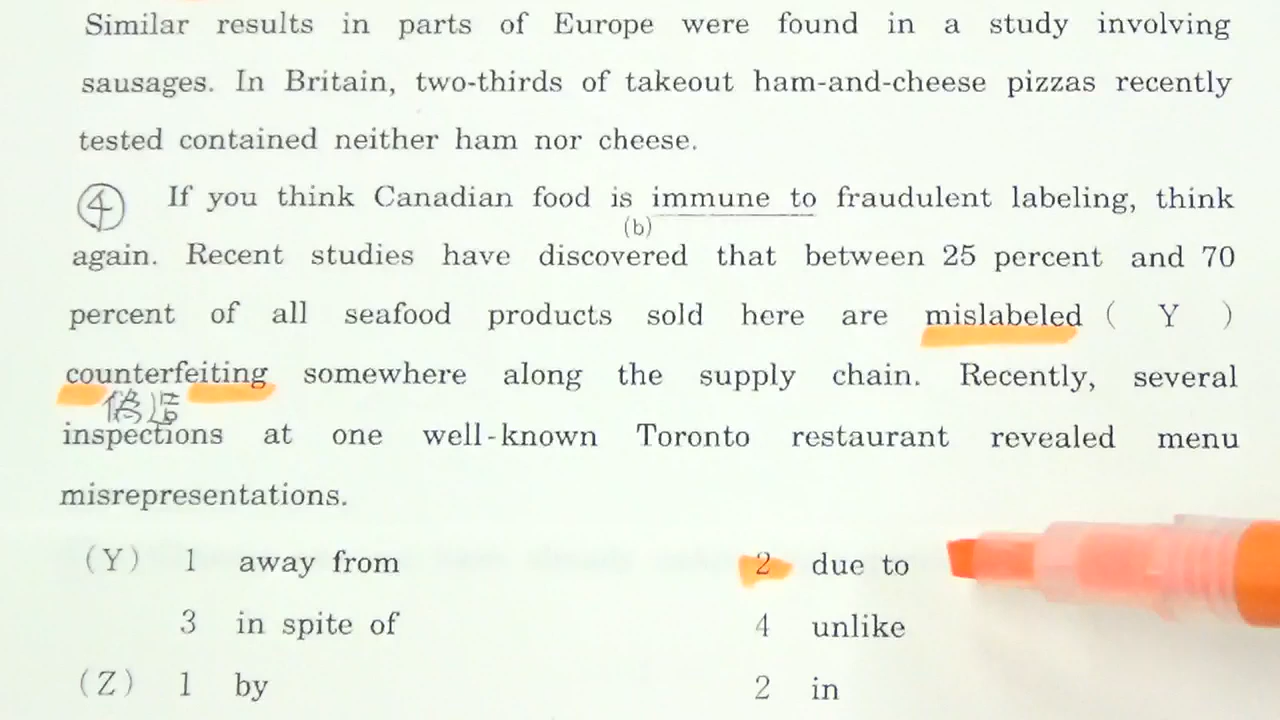 Similar results in parts of Europe were found in a study involving
sausages. In Britain, two-thirds of takeout ham-and-cheese pizzas recently
tested contained neither ham nor cheese.
④ If you think Canadian food is immune to fraudulent labeling, think
(b)
again. Recent studies have discovered that between 25 percent and 70
percent of all seafood products sold here are mislabeled ( Y )
counterfeiting somewhere along the supply chain. Recently, several
偽造
inspections at one well-known Toronto restaurant revealed menu
misrepresentations.
(Y) 1 away from 2 due to
3 in spite of 4 unlike
(Z) 1 by 2 in